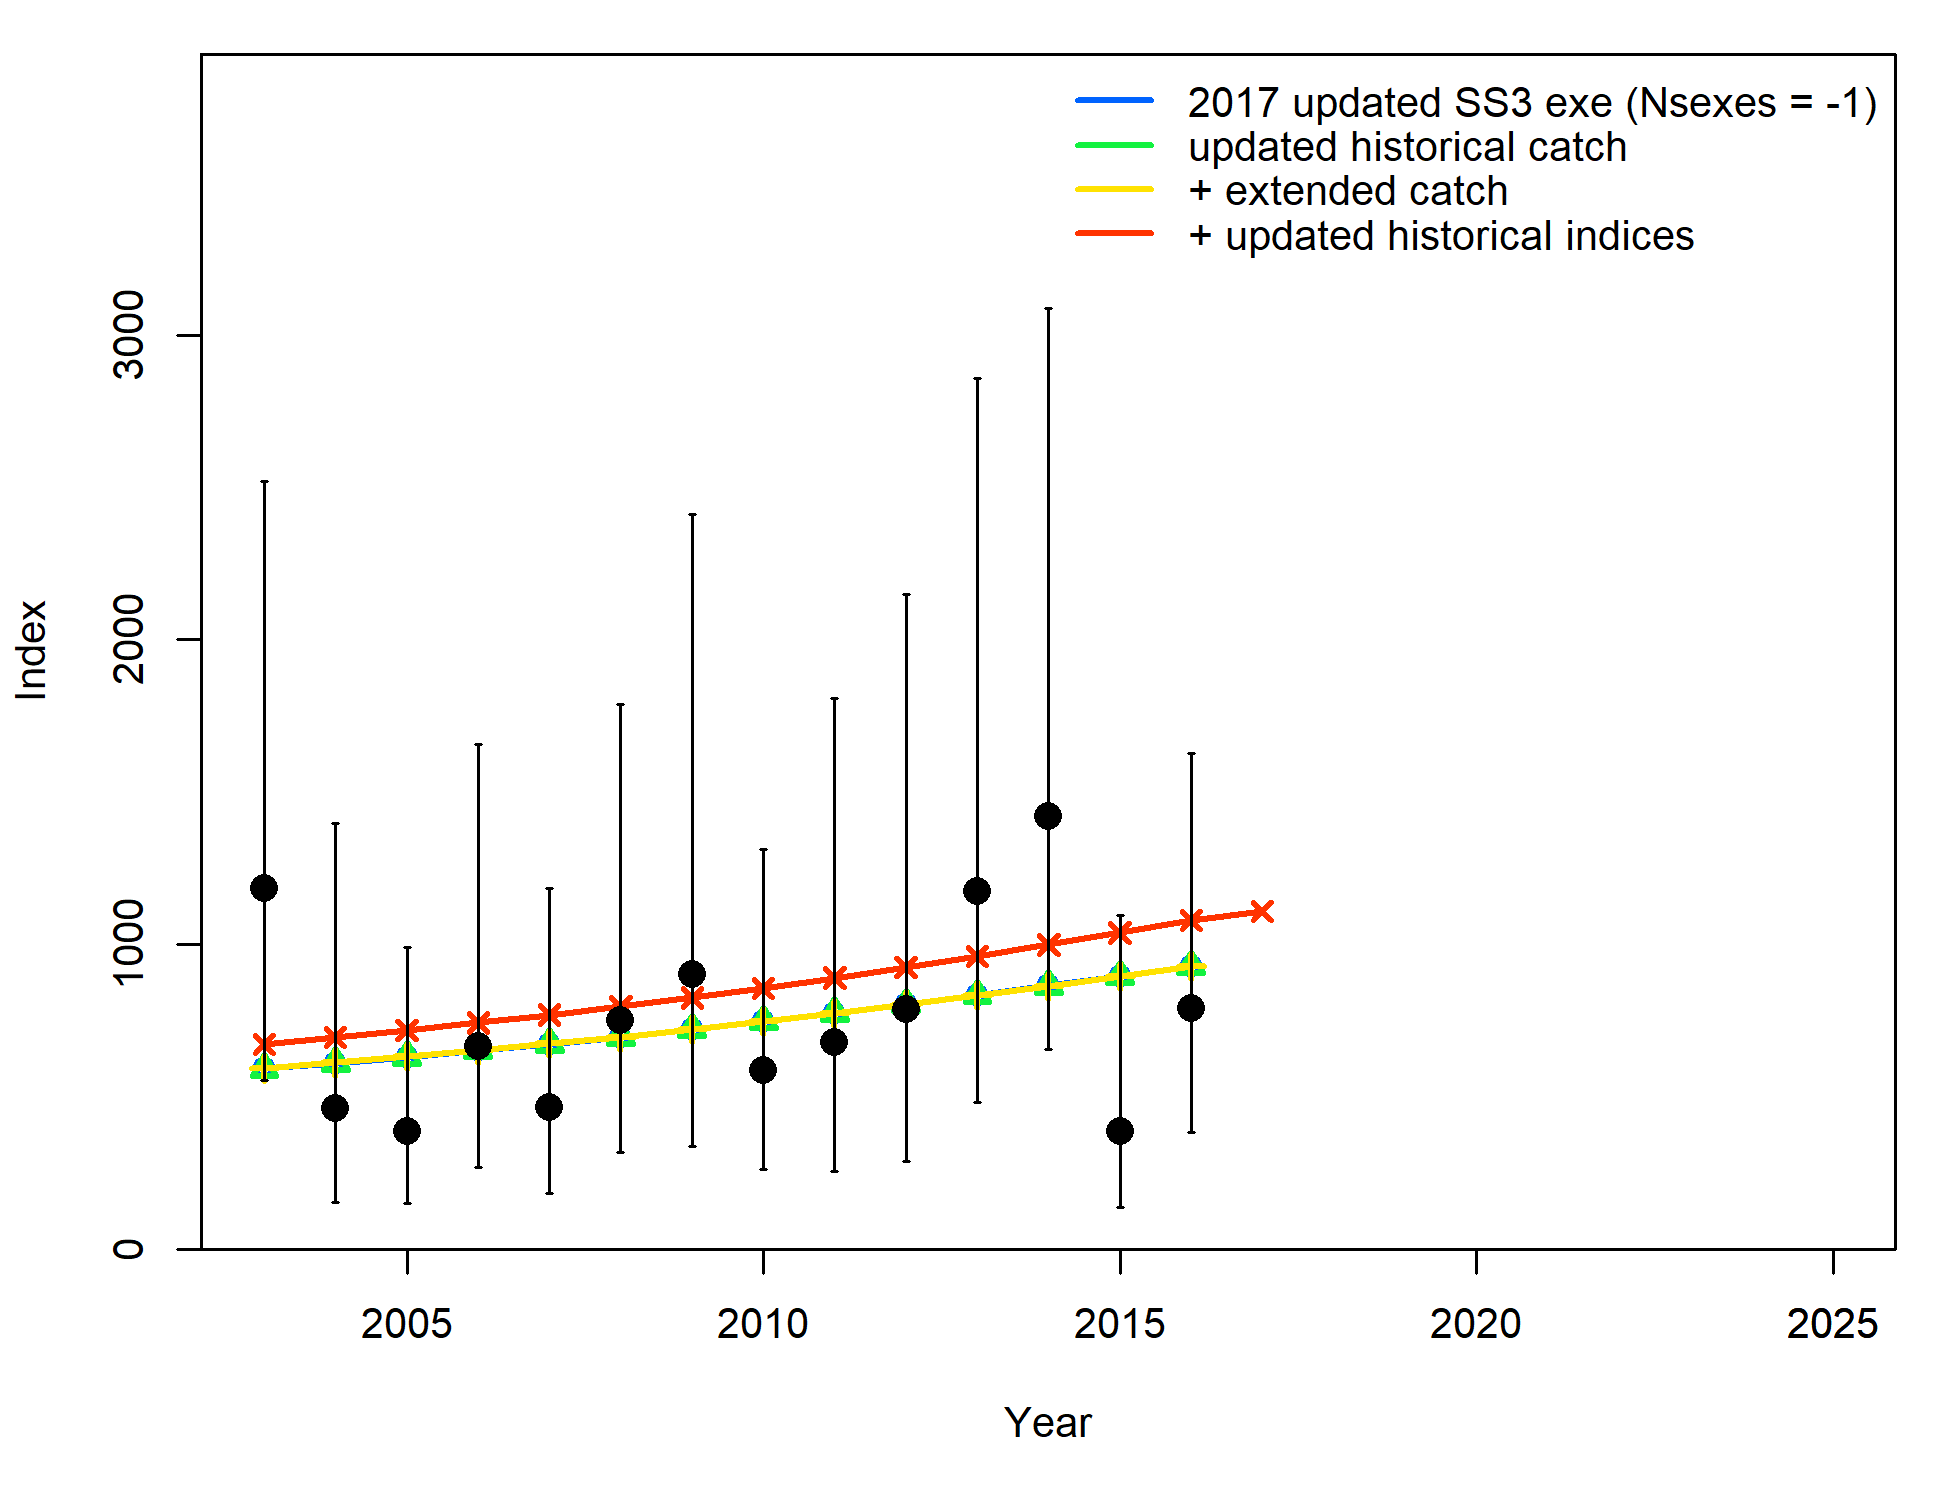 2017 updated SS3 exe (Nsexes = -1)
updated historical catch
+ extended catch
+ updated historical indices
3000
2000
1000
0
Index
2005 2010 2015 2020 2025
Year